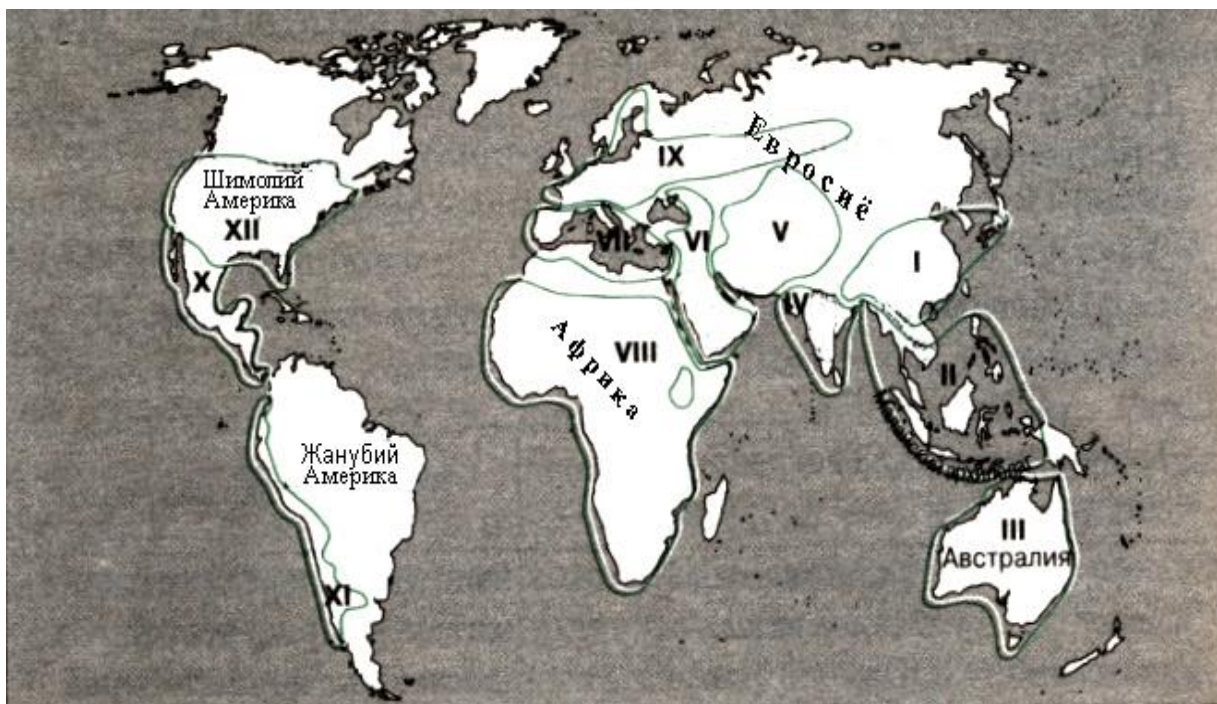 Шимолий
Америка
XII
X
Жанубий
Америка
XI
Евросиё
IX
VII
VI
V
I
IV
II
Африка
VIII
III
Австралия